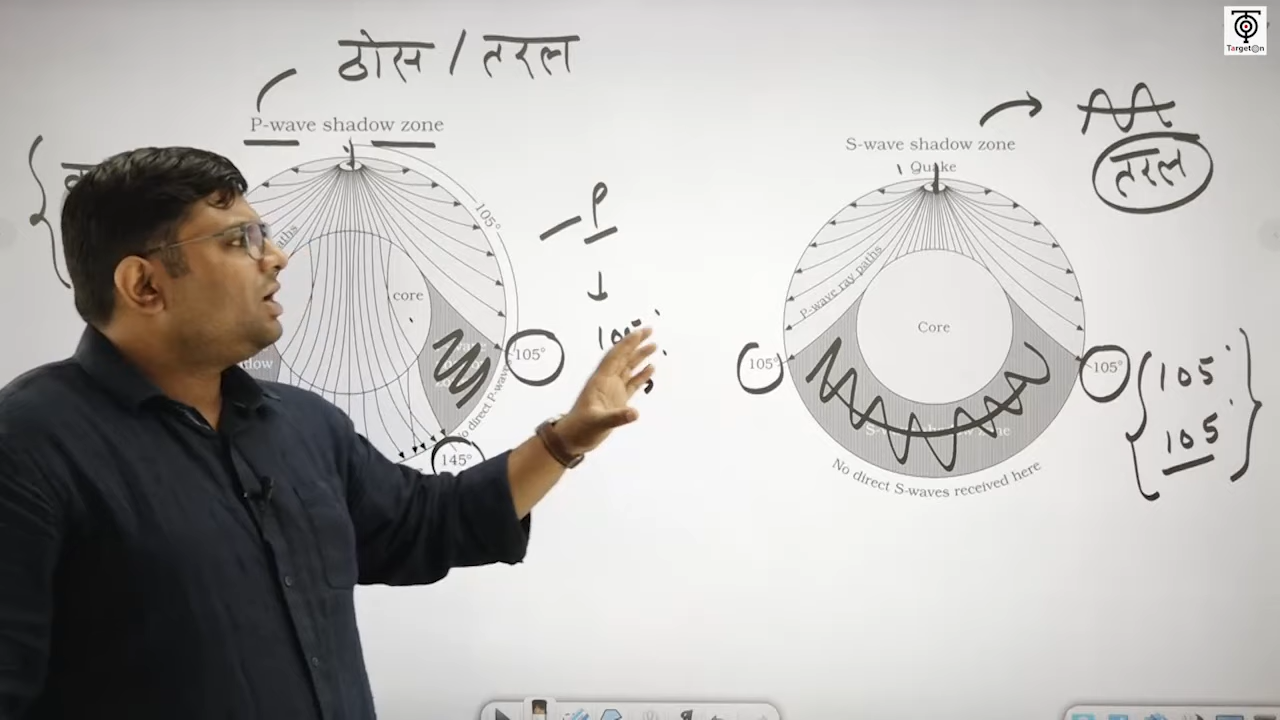 TargetOn
ठोस / तरल
P-wave shadow zone
105°
core
105°
145°
P
S-wave shadow zone
Quake
तरल
P-wave ray paths
Core
105°
105°
No direct S-waves received here
105°
105°